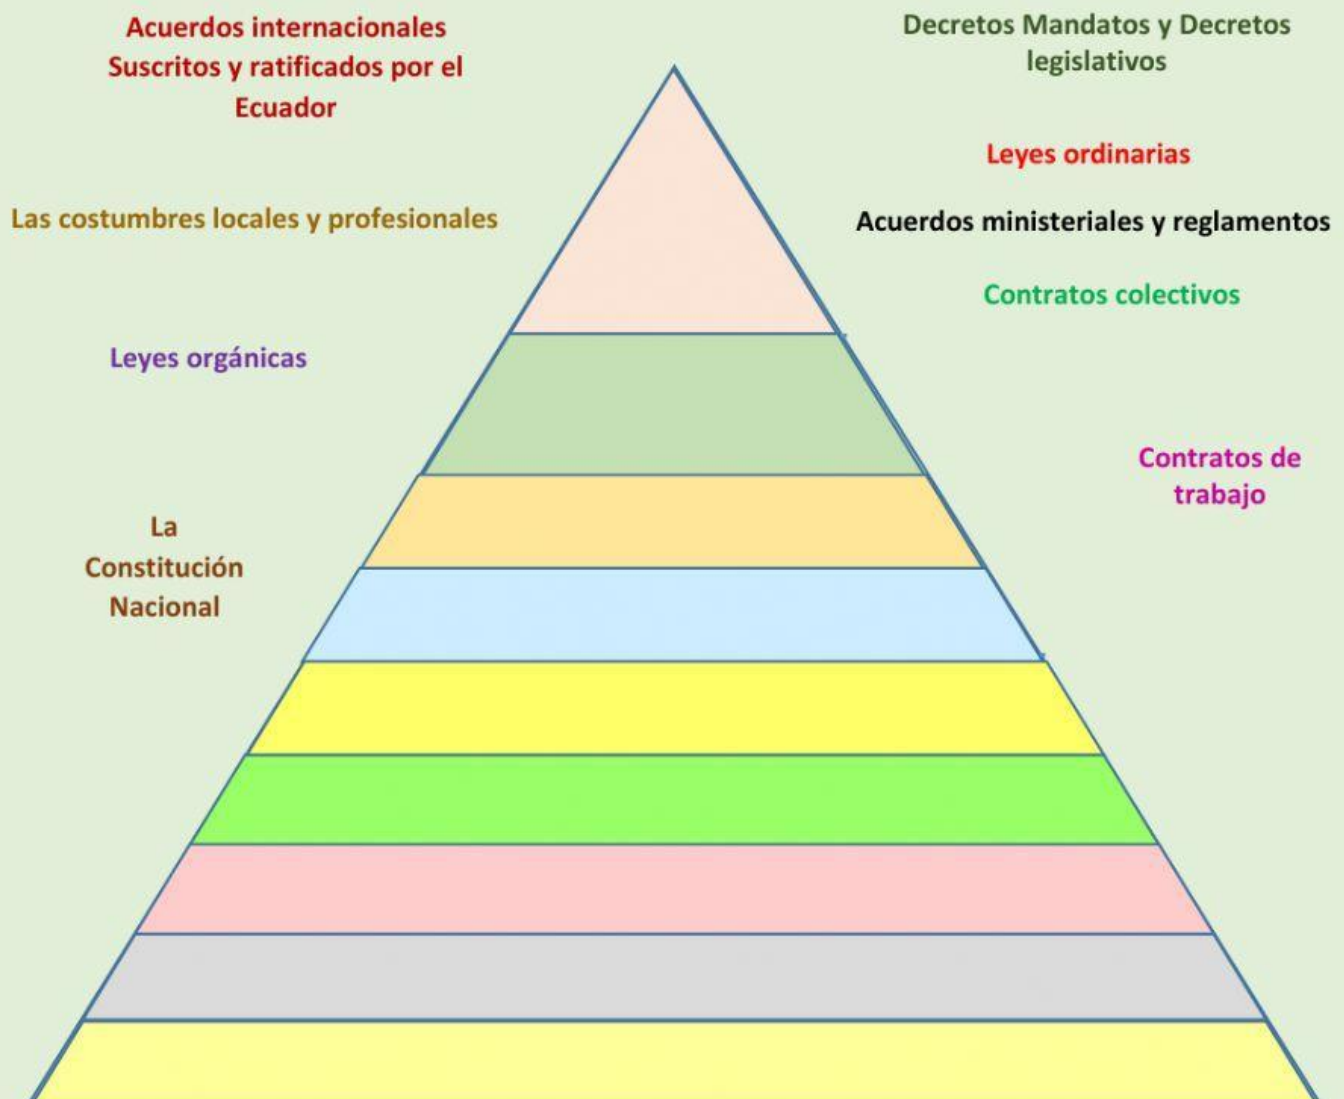 Acuerdos internacionales
Suscritos y ratificados por el
Ecuador
Las costumbres locales y profesionales
Leyes orgánicas
La
Constitución
Nacional
Decretos Mandatos y Decretos
legislativos
Leyes ordinarias
Acuerdos ministeriales y reglamentos
Contratos colectivos
Contratos de
trabajo